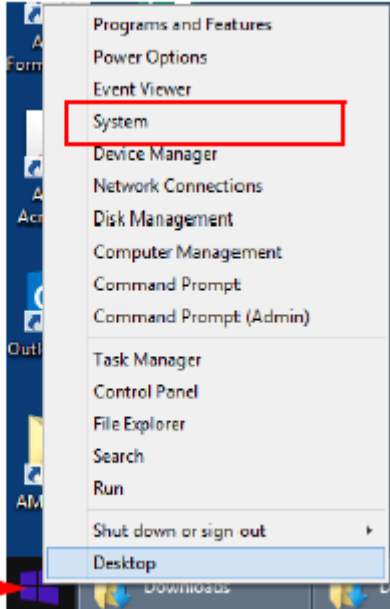 Programs and Features
Power Options
Event Viewer
System
Device Manager
Network Connections
Disk Management
Computer Management
Command Prompt
Command Prompt (Admin)
Task Manager
Control Panel
File Explorer
Search
Run
Shut down or sign out
Desktop
Downloads